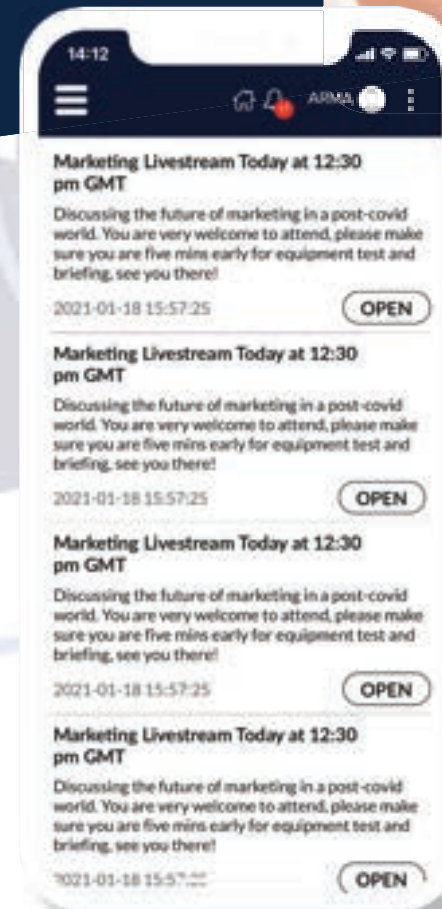 14:12
ARMA
Marketing Livestream Today at 12:30
pm GMT
Discussing the future of marketing in a post-covid
world. You are very welcome to attend, please make
sure you are five mins early for equipment test and
briefing, see you there!
2021-01-18 15:57:25
OPEN
Marketing Livestream Today at 12:30
pm GMT
Discussing the future of marketing in a post-covid
world. You are very welcome to attend, please make
sure you are five mins early for equipment test and
briefing, see you there!
2021-01-18 15:57:25
OPEN
Marketing Livestream Today at 12:30
pm GMT
Discussing the future of marketing in a post-covid
world. You are very welcome to attend, please make
sure you are five mins early for equipment test and
briefing, see you there!
2021-01-18 15:57:25
OPEN
Marketing Livestream Today at 12:30
pm GMT
Discussing the future of marketing in a post-covid
world. You are very welcome to attend, please make
sure you are five mins early for equipment test and
briefing, see you there!
OPEN